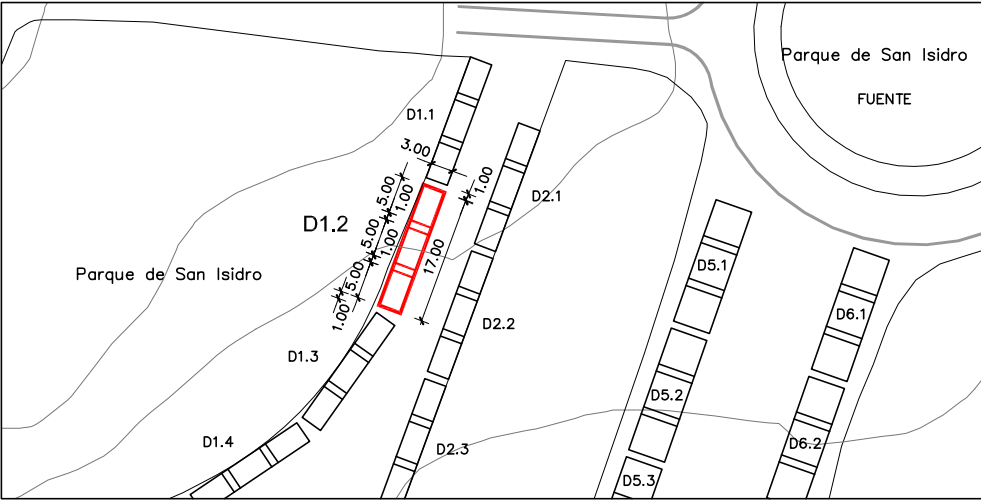 Parque de San Isidro
FUENTE
D1.1
3.00
1.00
5.00
1.00
D2.1
D1.2
5.00
1.00
17.00
D5.1
Parque de San Isidro
5.00
1.00
D6.1
D2.2
D1.3
D5.2
D1.4
D2.3
D6.2
D5.3